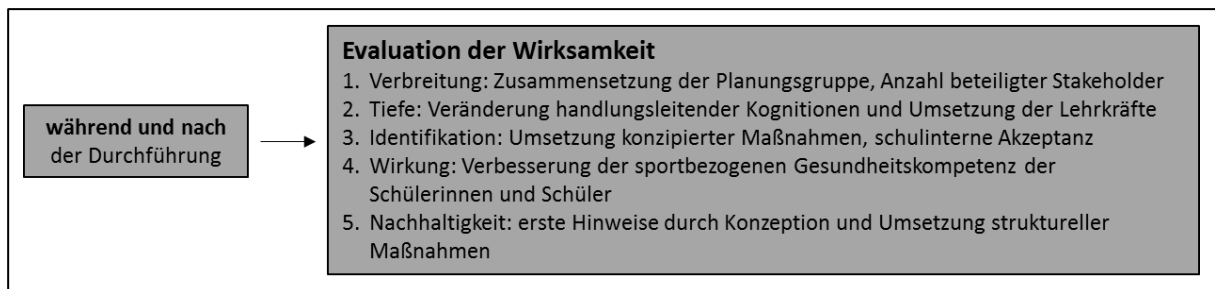 während und nach
der Durchführung
Evaluation der Wirksamkeit
1. Verbreitung: Zusammensetzung der Planungsgruppe, Anzahl beteiligter Stakeholder
2. Tiefe: Veränderung handlungsleitender Kognitionen und Umsetzung der Lehrkräfte
3. Identifikation: Umsetzung konzipierter Maßnahmen, schulinterne Akzeptanz
4. Wirkung: Verbesserung der sportbezogenen Gesundheitskompetenz der
Schülerinnen und Schüler
5. Nachhaltigkeit: erste Hinweise durch Konzeption und Umsetzung struktureller
Maßnahmen